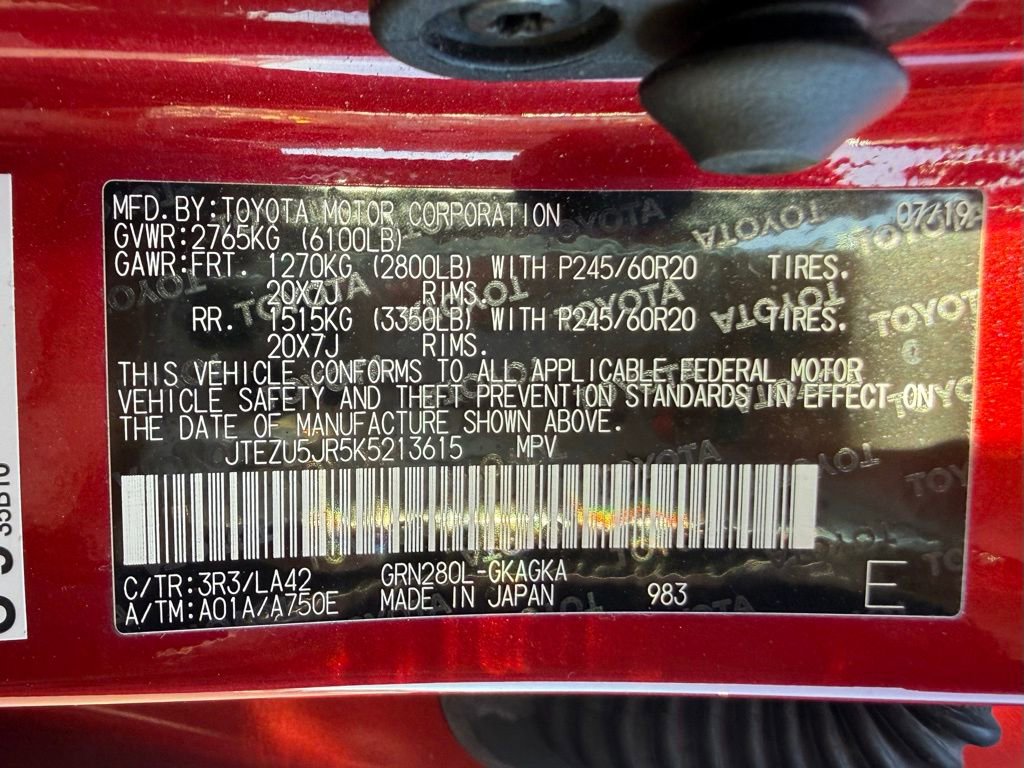 MFD.BY:TOYOTA MOTOR CORPORATION 07/19
GVWR:2765KG (6100LB)
GAWR:FRT. 1270KG (2800LB) WITH P245/60R20 TIRES.
20X7J RIMS.
RR. 1515KG (3350LB) WITH P245/60R20 TIRES.
20X7J RIMS.
THIS VEHICLE CONFORMS TO ALL APPLICABLE FEDERAL MOTOR
VEHICLE SAFETY AND THEFT PREVENTION STANDARDS IN EFFECT ON
THE DATE OF MANUFACTURE SHOWN ABOVE.
JTEZU5JR5K5213615 MPV
C/TR:3R3/LA42 GRN280L-GKAGKA
A/TM:A01A/A750E MADE IN JAPAN 983 E